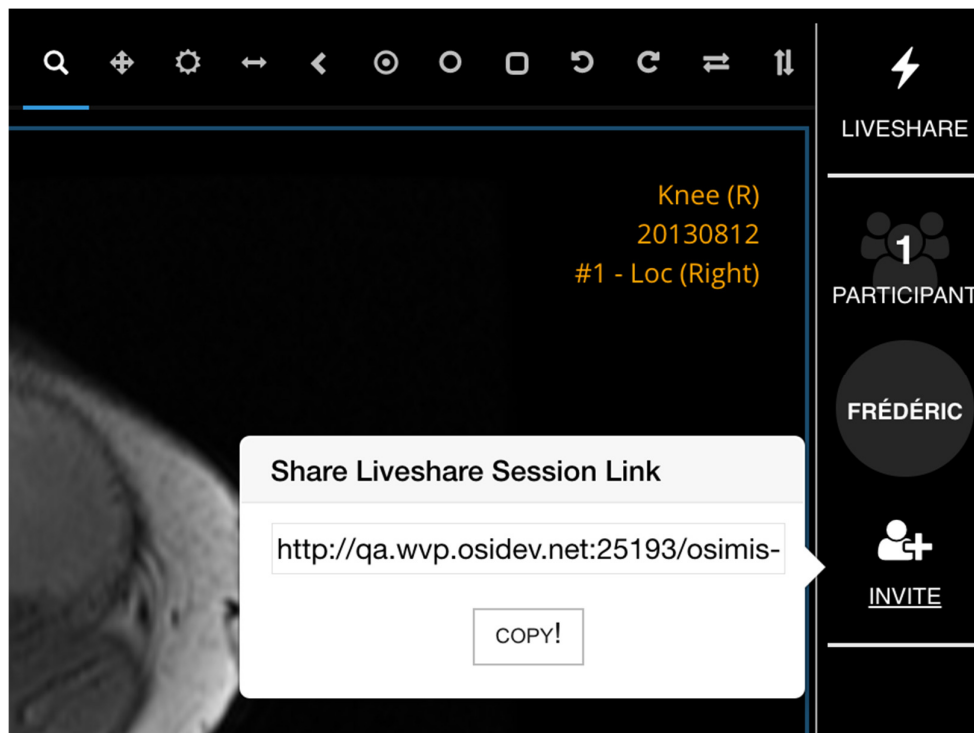 LIVESHARE
Knee (R)
20130812
#1 - Loc (Right)
1
PARTICIPANT
FRÉDÉRIC
Share Liveshare Session Link
http://qa.wvp.osidev.net:25193/osimis-
COPY!
INVITE